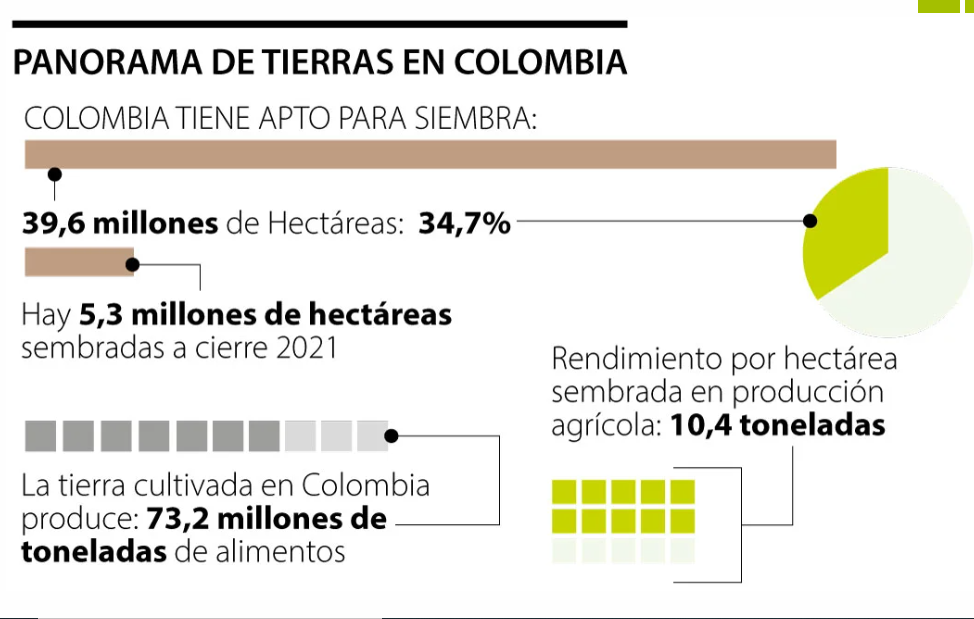 PANORAMA DE TIERRAS EN COLOMBIA
COLOMBIA TIENE APTO PARA SIEMBRA:
39,6 millones de Hectáreas: 34,7%
Hay 5,3 millones de hectáreas
sembradas a cierre 2021
Rendimiento por hectárea
sembrada en producción
agrícola: 10,4 toneladas
La tierra cultivada en Colombia
produce: 73,2 millones de
toneladas de alimentos